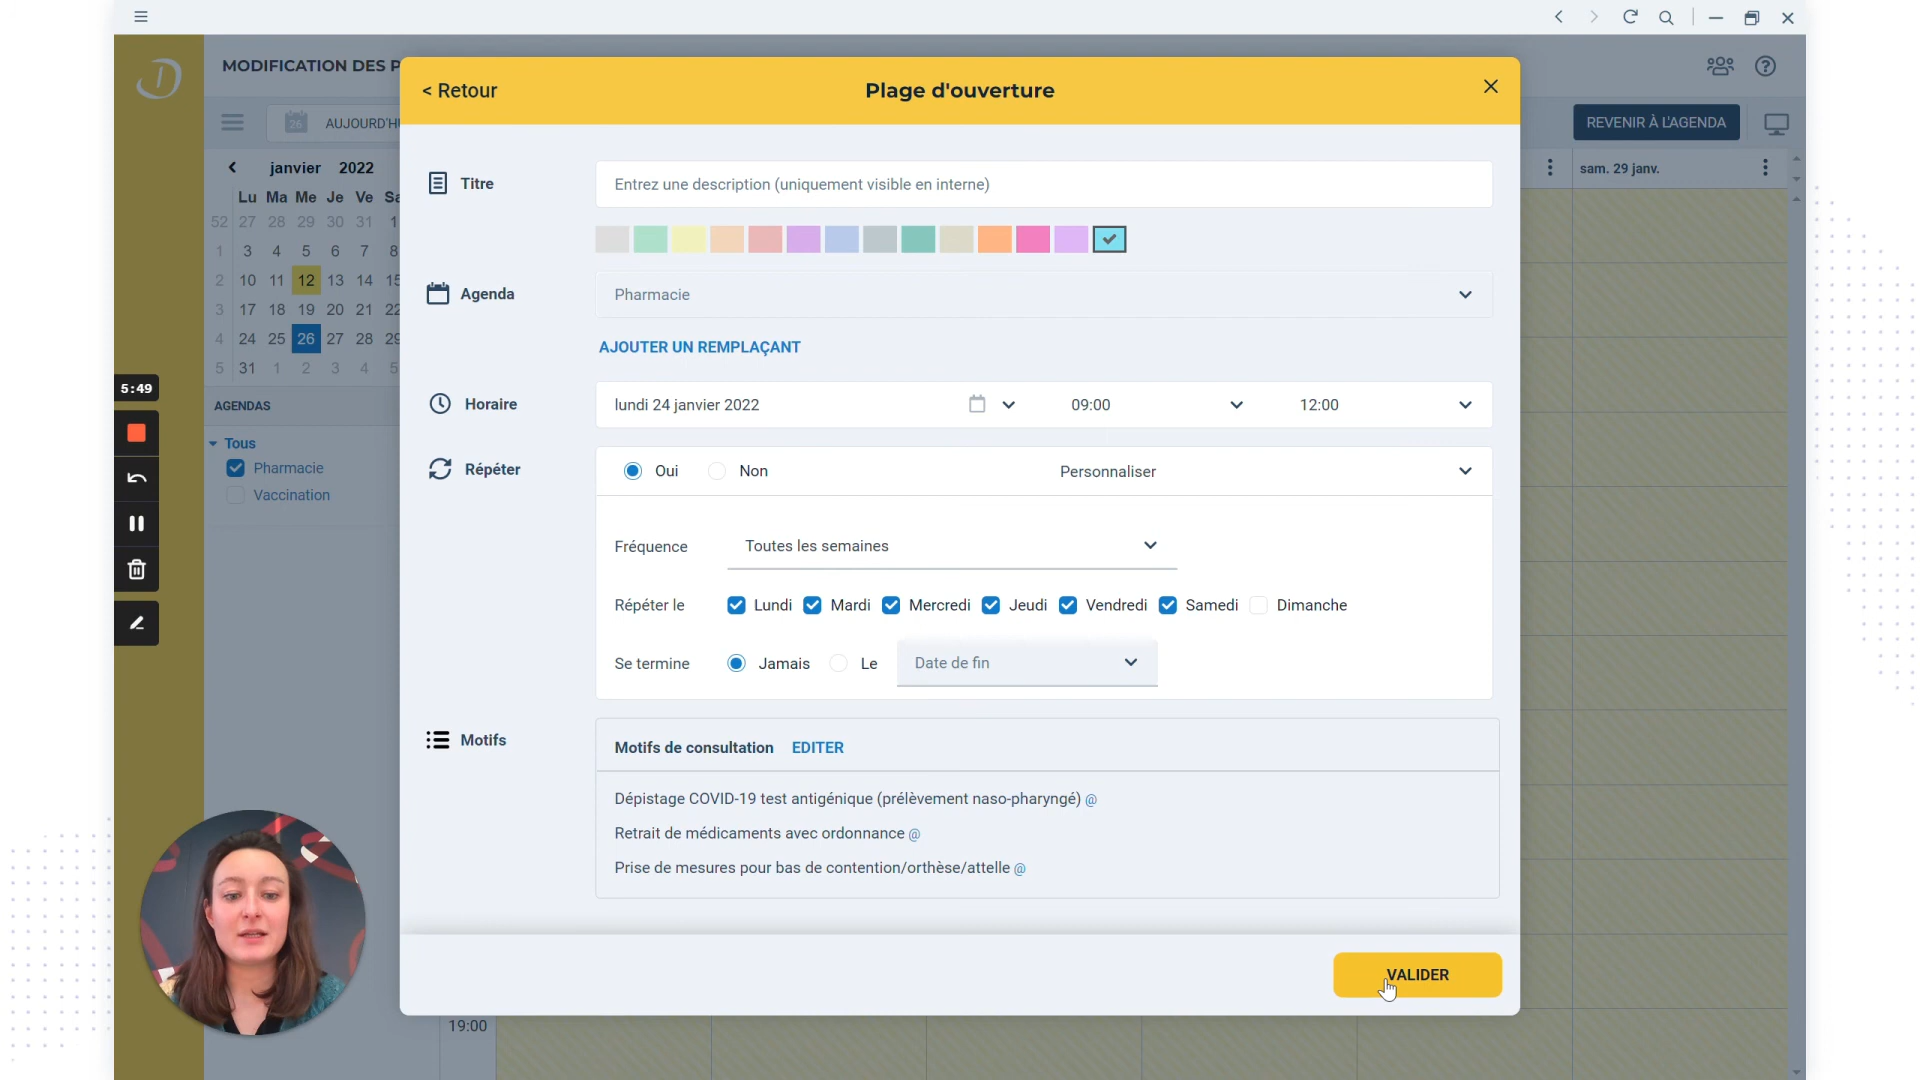 MODIFICATION DES P
< Retour
Plage d'ouverture
26
AUJOURD'H
REVENIR À L'AGENDA
janvier 2022
Lu Ma Me Je Ve Sa
52 27 28 29 30 31 1
1 3 4 5 6 7 8
2 10 11 12 13 14 15
3 17 18 19 20 21 22
4 24 25 26 27 28 29
5 31 1 2 3 4 5
AGENDAS
Tous
Pharmacie
Vaccination
5:49
sam. 29 janv.
Titre
Entrez une description (uniquement visible en interne)
Agenda
Pharmacie
AJOUTER UN REMPLAÇANT
Horaire
lundi 24 janvier 2022
09:00
12:00
Répéter
Oui
Non
Personnaliser
Fréquence
Toutes les semaines
Répéter le
Lundi Mardi Mercredi Jeudi Vendredi Samedi Dimanche
Se termine
Jamais
Le
Date de fin
Motifs
Motifs de consultation EDITER
Dépistage COVID-19 test antigénique (prélèvement naso-pharyngé) @
Retrait de médicaments avec ordonnance @
Prise de mesures pour bas de contention/orthèse/attelle @
VALIDER
19:00